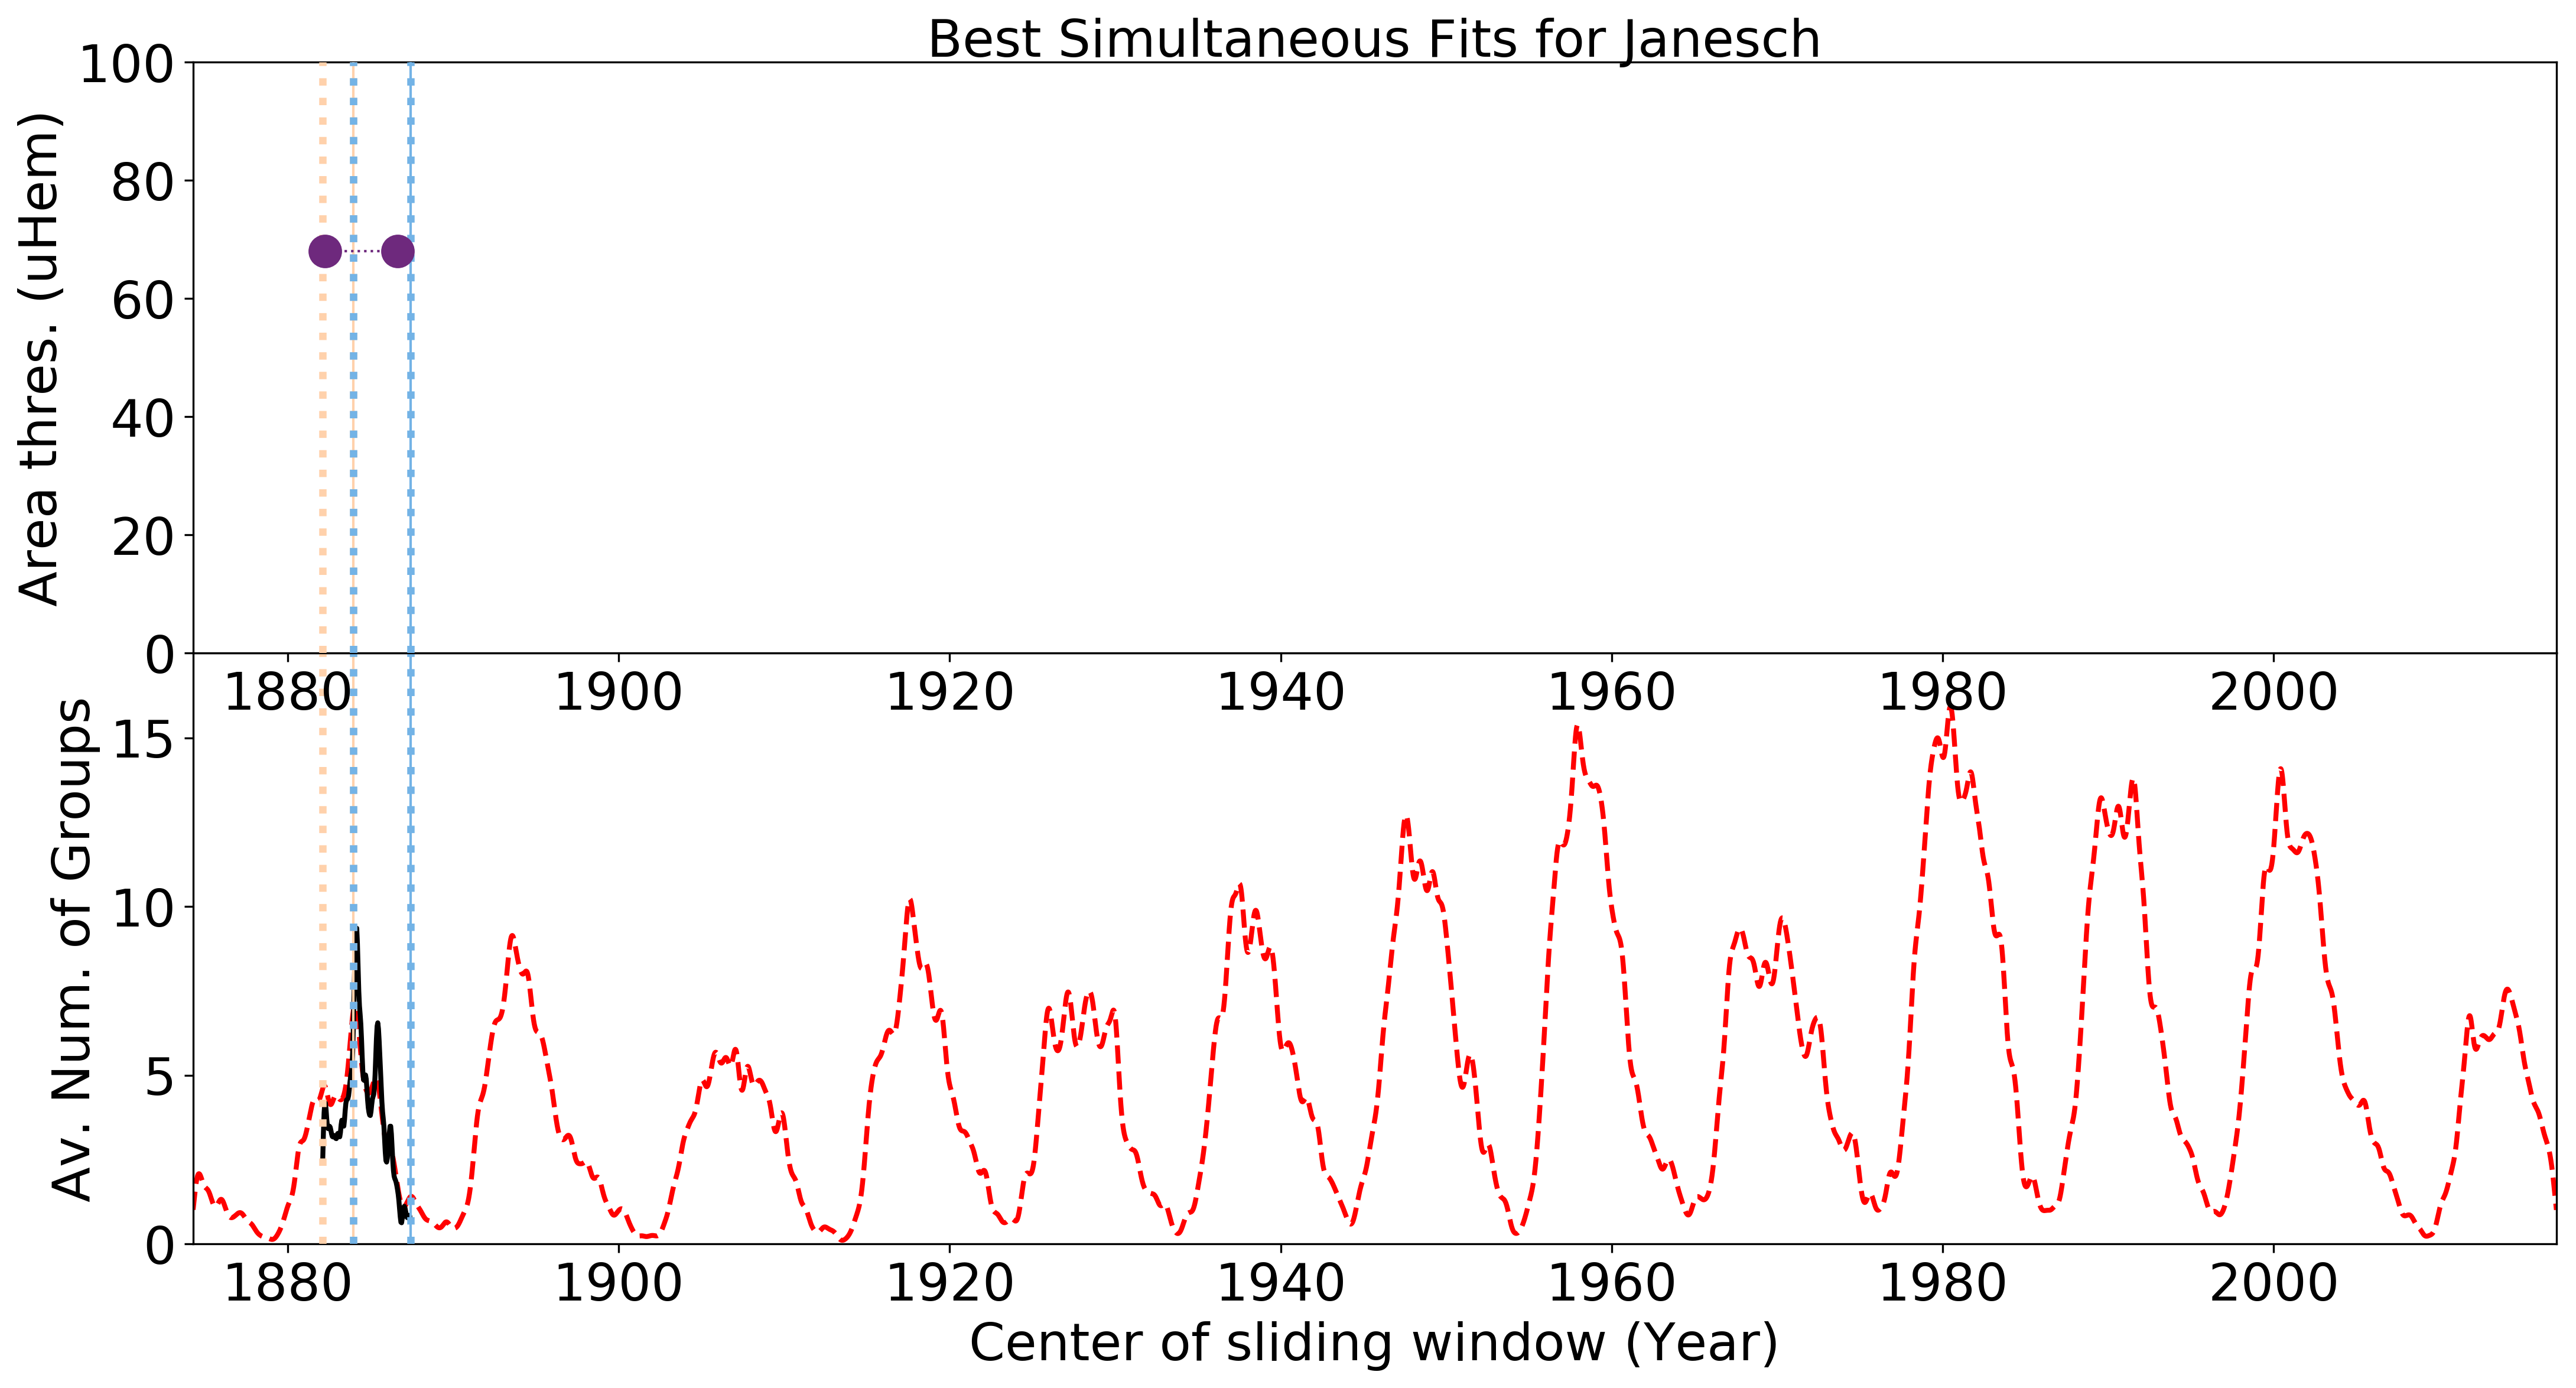 Best Simultaneous Fits for Janesch
Area thres. (uHem)
100
80
60
40
20
0
1880 1900 1920 1940 1960 1980 2000
Av. Num. of Groups
15
10
5
0
1880 1900 1920 1940 1960 1980 2000
Center of sliding window (Year)